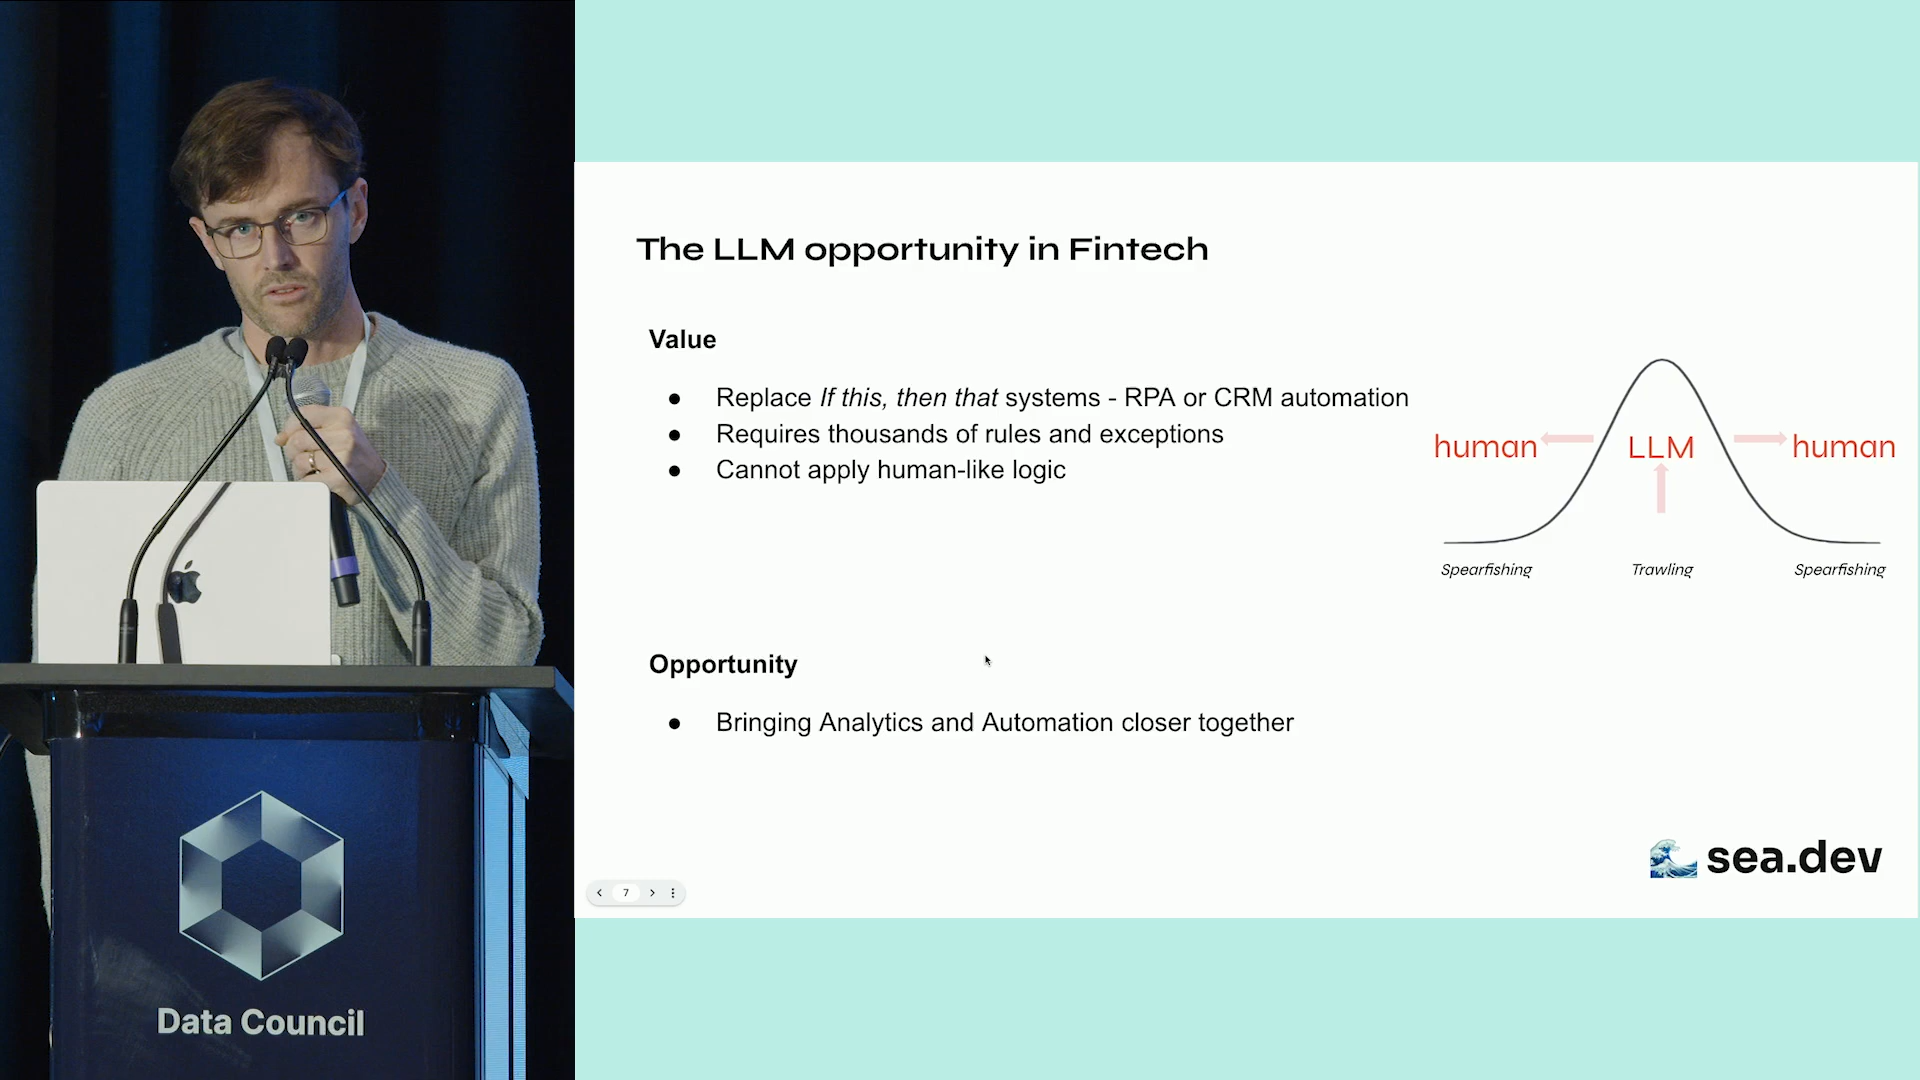 The LLM opportunity in Fintech
Value
● Replace If this, then that systems - RPA or CRM automation
● Requires thousands of rules and exceptions
● Cannot apply human-like logic
human LLM human
Spearfishing Trawling Spearfishing
Opportunity
● Bringing Analytics and Automation closer together
sea.dev
7
Data Council